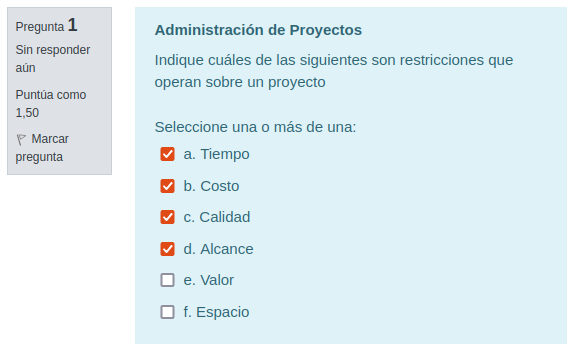 Pregunta 1
Sin responder
aún
Puntúa como
1,50
Marcar
pregunta
Administración de Proyectos
Indique cuáles de las siguientes son restricciones que
operan sobre un proyecto
Seleccione una o más de una:
a. Tiempo
b. Costo
c. Calidad
d. Alcance
e. Valor
f. Espacio